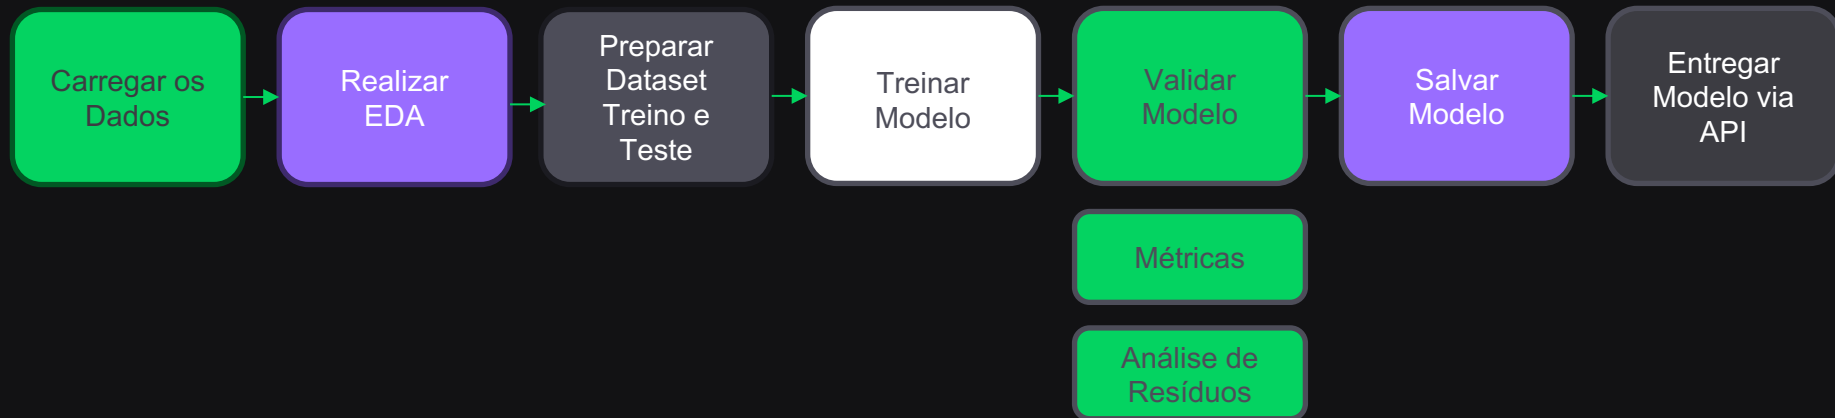 Carregar os
Dados
Realizar
EDA
Preparar
Dataset
Treino e
Teste
Treinar
Modelo
Validar
Modelo
Salvar
Modelo
Entregar
Modelo via
API
Métricas
Análise de
Resíduos